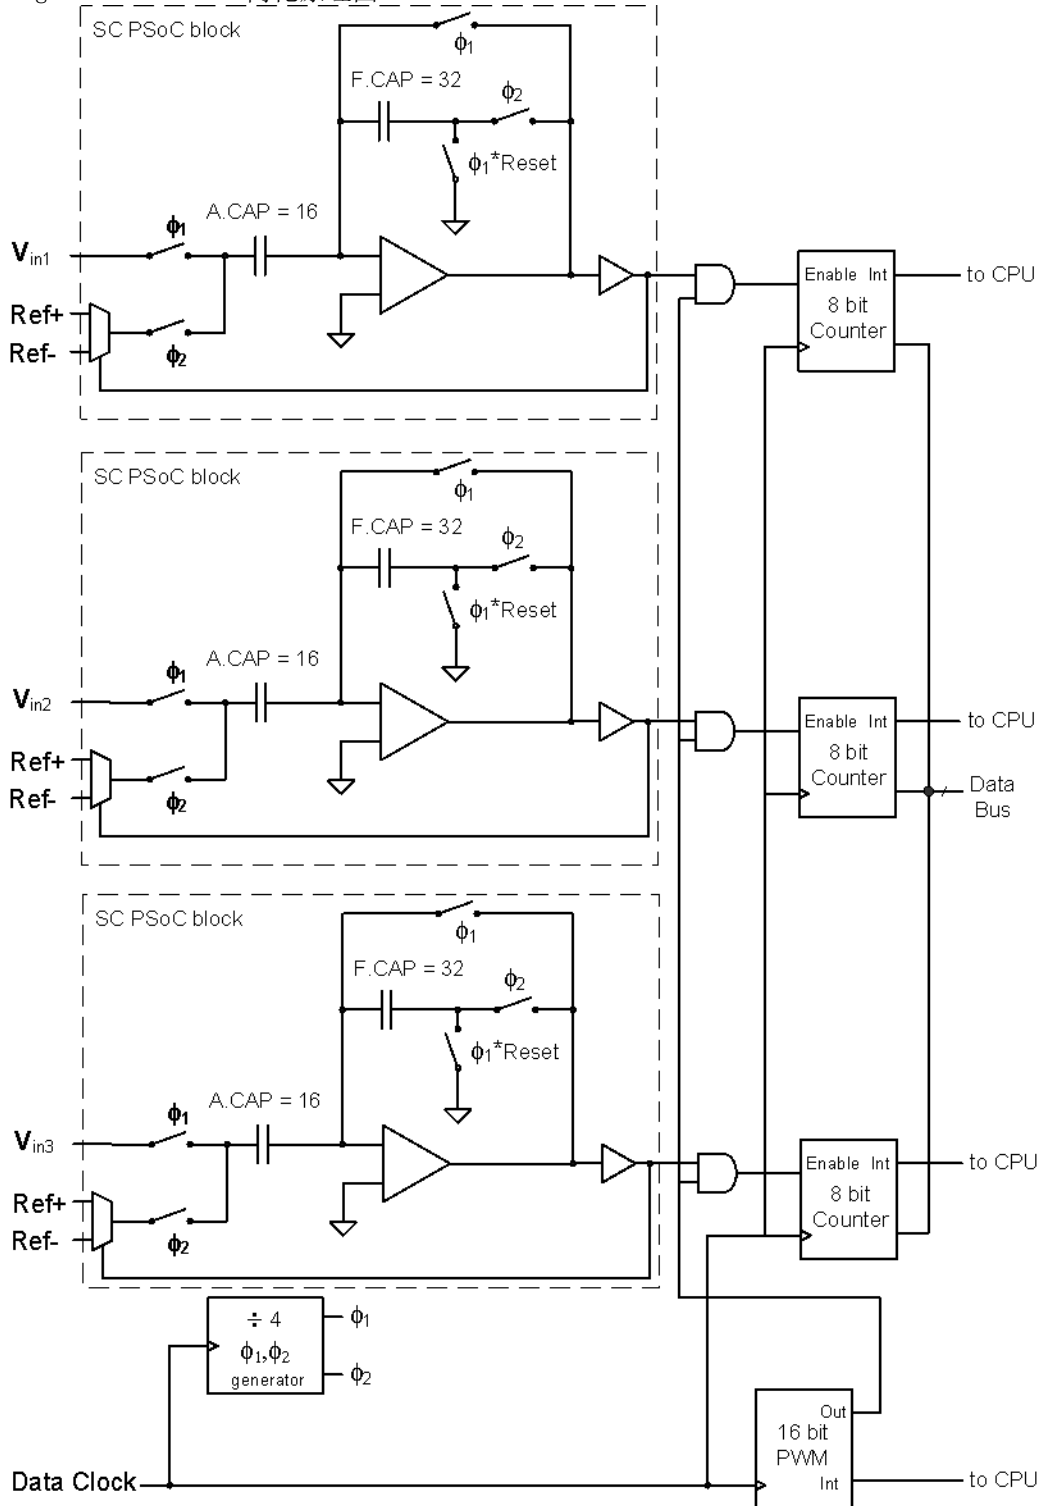 SC PSoC block
ϕ1
F.CAP = 32
ϕ2
ϕ1*Reset
A.CAP = 16
ϕ1
Vin1
Ref+
Ref-
ϕ2
Enable Int
8 bit
Counter
to CPU
SC PSoC block
ϕ1
F.CAP = 32
ϕ2
ϕ1*Reset
A.CAP = 16
ϕ1
Vin2
Ref+
Ref-
ϕ2
Enable Int
8 bit
Counter
to CPU
Data
Bus
SC PSoC block
ϕ1
F.CAP = 32
ϕ2
ϕ1*Reset
A.CAP = 16
ϕ1
Vin3
Ref+
Ref-
ϕ2
Enable Int
8 bit
Counter
to CPU
÷ 4
ϕ1,ϕ2
generator
ϕ1
ϕ2
Out
16 bit
PWM
Int
to CPU
Data Clock